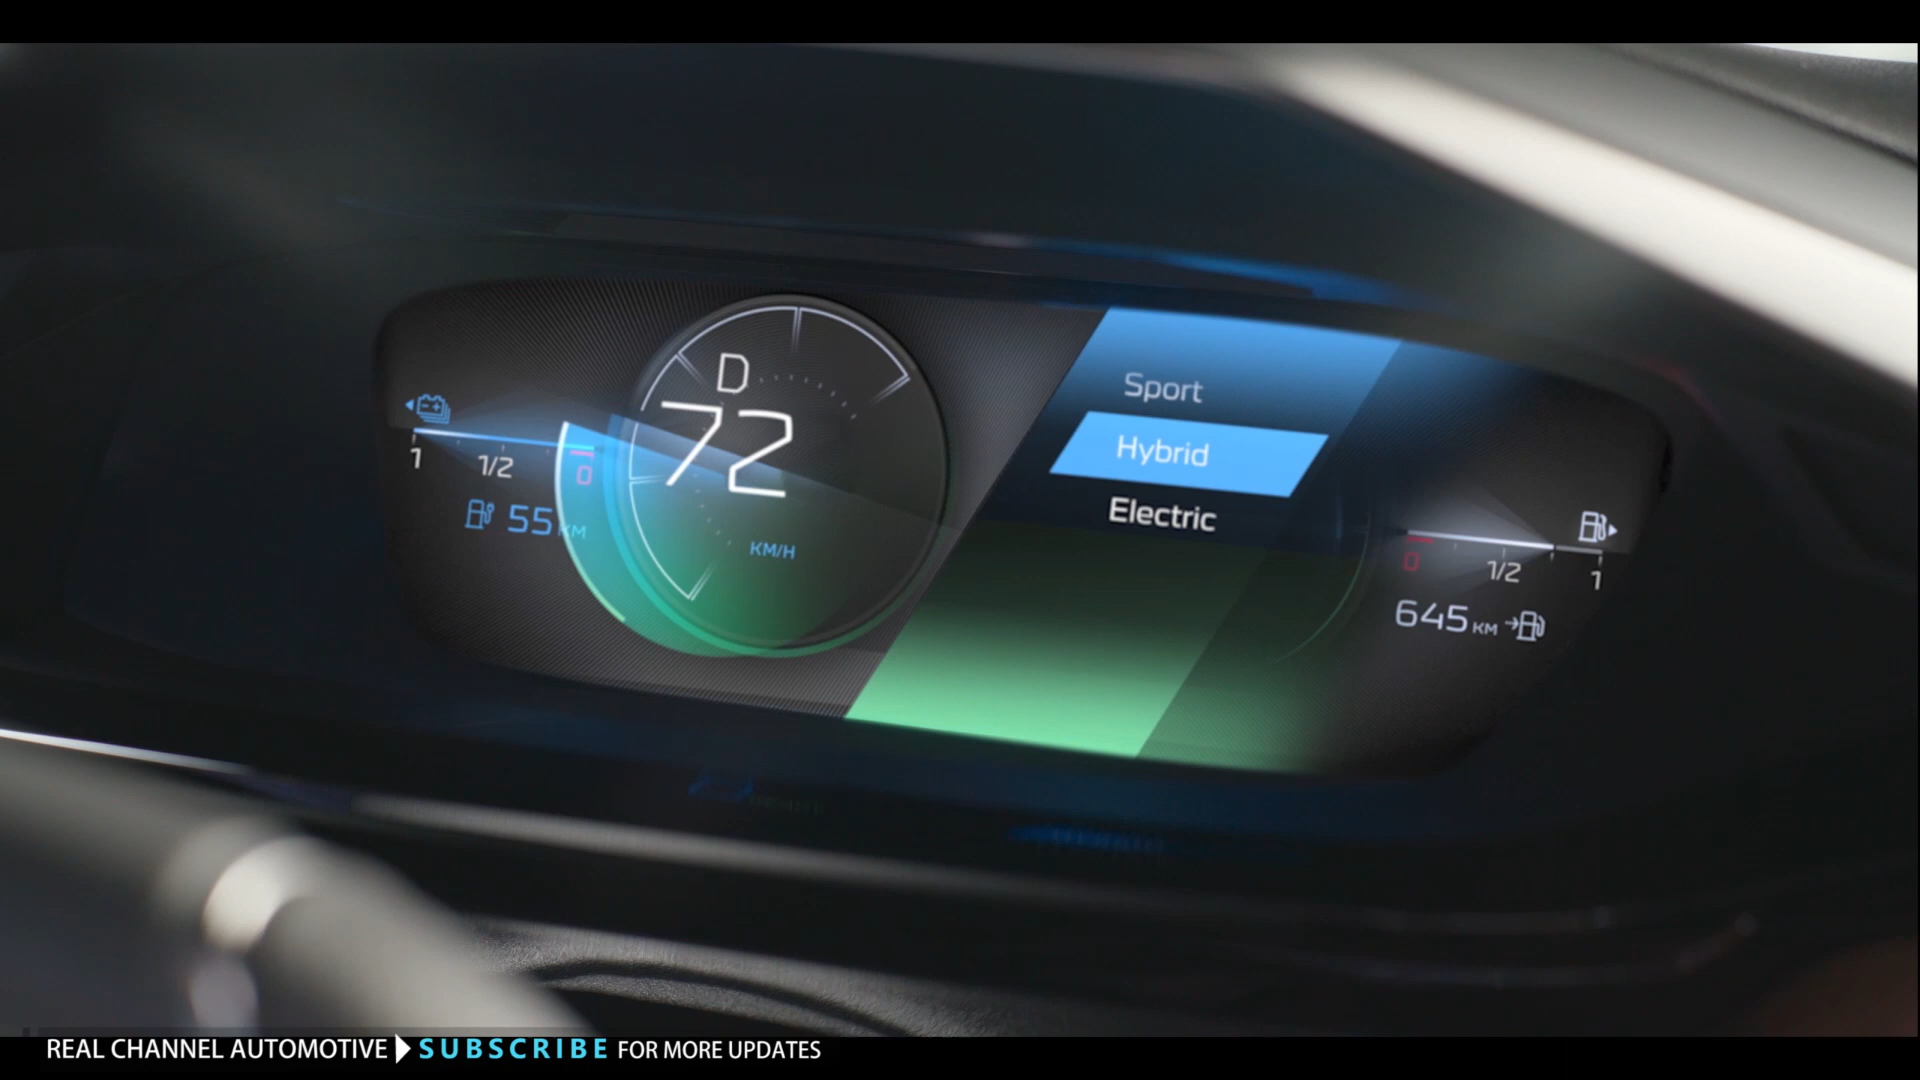 D
72
KM/H
1 1/2 0
55 KM
Sport
Hybrid
Electric
0 1/2 1
645 KM
REAL CHANNEL AUTOMOTIVE SUBSCRIBE FOR MORE UPDATES